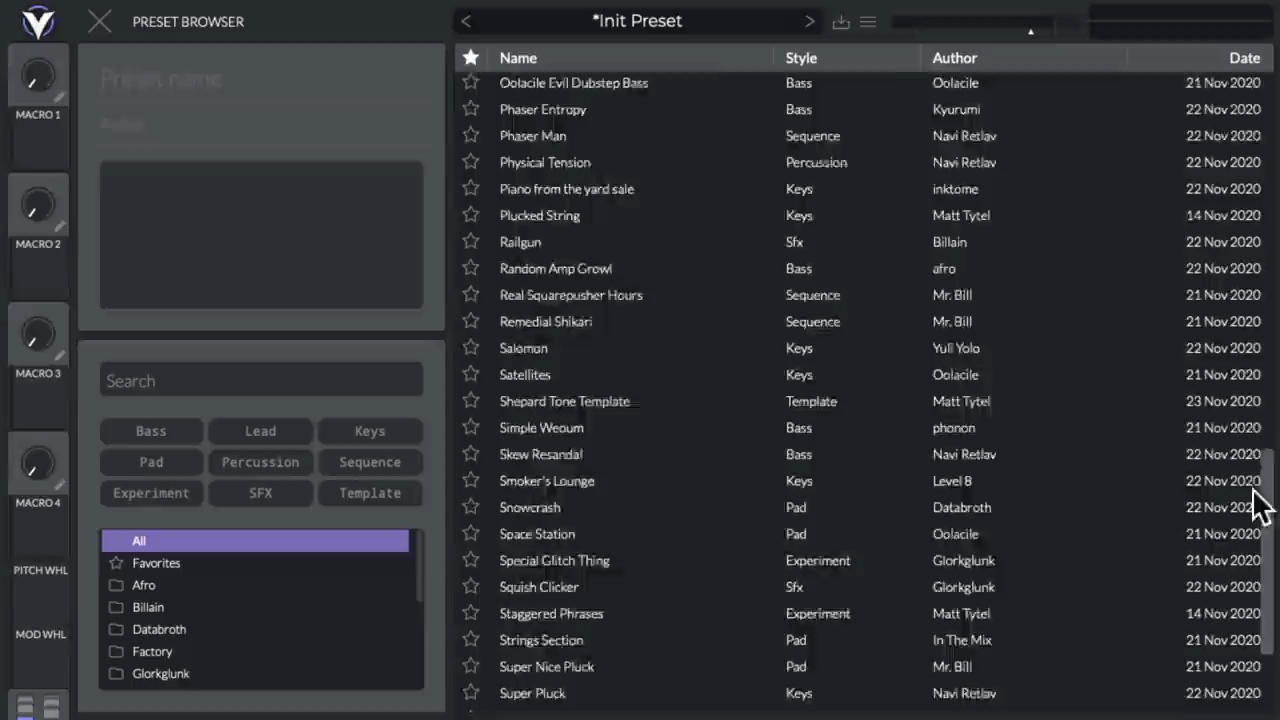 PRESET BROWSER
*Init Preset
MACRO 1
MACRO 2
MACRO 3
MACRO 4
PITCH WHL
MOD WHL
Preset name
Author
Search
Bass Lead Keys
Pad Percussion Sequence
Experiment SFX Template
All
Favorites
Afro
Billain
Databroth
Factory
Glorkglunk
Name Style Author Date
Oolacile Evil Dubstep Bass Bass Oolacile 21 Nov 2020
Phaser Entropy Bass Kyurumi 22 Nov 2020
Phaser Man Sequence Navi Retlav 22 Nov 2020
Physical Tension Percussion Navi Retlav 22 Nov 2020
Piano from the yard sale Keys inktome 22 Nov 2020
Plucked String Keys Matt Tytel 14 Nov 2020
Railgun Sfx Billain 22 Nov 2020
Random Amp Growl Bass afro 22 Nov 2020
Real Squarepusher Hours Sequence Mr. Bill 21 Nov 2020
Remedial Shikari Sequence Mr. Bill 21 Nov 2020
Salomon Keys Yuli Yolo 22 Nov 2020
Satellites Keys Oolacile 21 Nov 2020
Shepard Tone Template Template Matt Tytel 23 Nov 2020
Simple Weoum Bass phonon 21 Nov 2020
Skew Resandal Bass Navi Retlav 22 Nov 2020
Smoker's Lounge Keys Level 8 22 Nov 2020
Snowcrash Pad Databroth 22 Nov 2020
Space Station Pad Oolacile 21 Nov 2020
Special Glitch Thing Experiment Glorkglunk 21 Nov 2020
Squish Clicker Sfx Glorkglunk 22 Nov 2020
Staggered Phrases Experiment Matt Tytel 14 Nov 2020
Strings Section Pad In The Mix 21 Nov 2020
Super Nice Pluck Pad Mr. Bill 21 Nov 2020
Super Pluck Keys Navi Retlav 22 Nov 2020